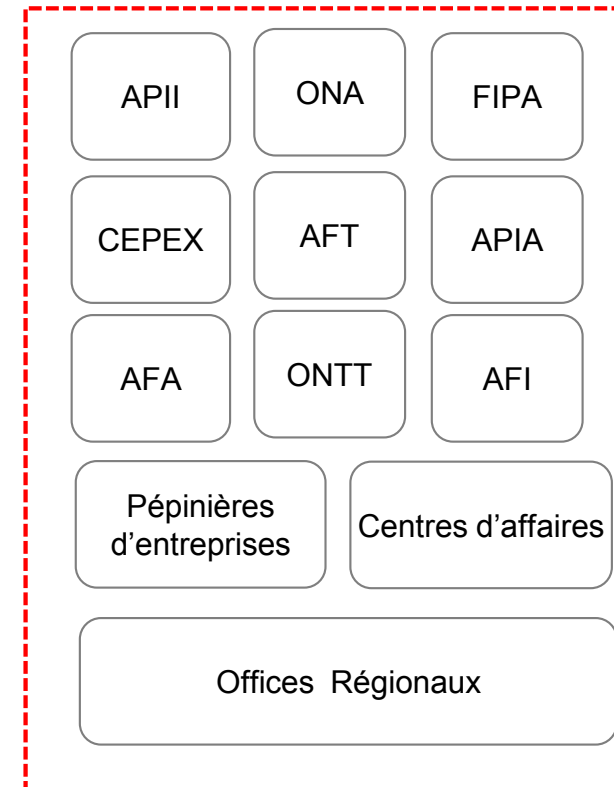 APII
ONA
FIPA
CEPEX
AFT
APIA
AFA
ONTT
AFI
Pépinières
d’entreprises
Centres d’affaires
Offices Régionaux